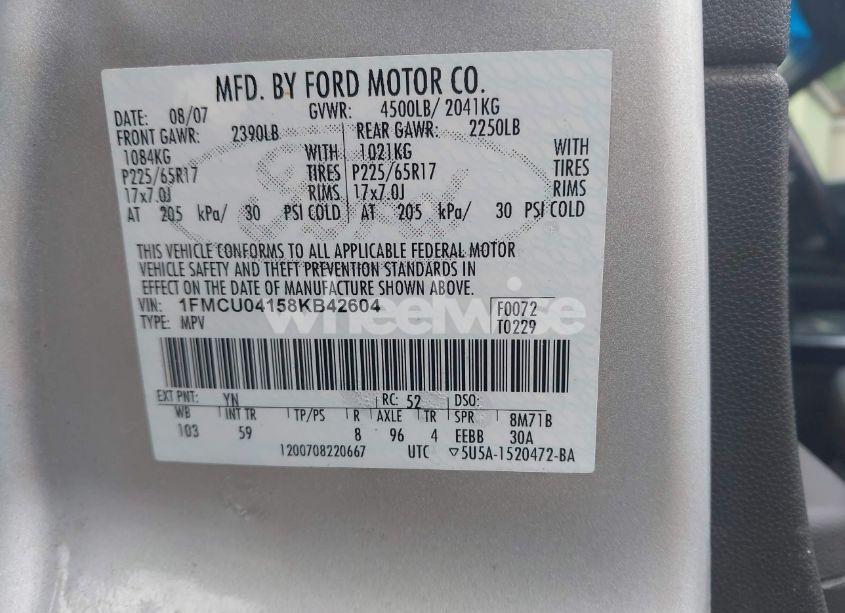 MFD. BY FORD MOTOR CO.
DATE: 08/07 GVWR: 4500LB/ 2041KG
FRONT GAWR: 2390LB REAR GAWR: 2250LB
1084KG WITH 1021KG WITH
P225/65R17 TIRES P225/65R17 TIRES
17x7.0J RIMS 17x7.0J RIMS
AT 205 kPa/ 30 PSI COLD AT 205 kPa/ 30 PSI COLD
THIS VEHICLE CONFORMS TO ALL APPLICABLE FEDERAL MOTOR
VEHICLE SAFETY AND THEFT PREVENTION STANDARDS IN
EFFECT ON THE DATE OF MANUFACTURE SHOWN ABOVE.
VIN: 1FMCU04158KB42604 F0072
TYPE: MPV T0229
wheelwise
EXT PNT: YN RC: 52 DSO:
WB INT TR TP/PS R AXLE TR SPR 8M71B
103 59 8 96 4 EEBB 30A
1200708220667 UTC ▽5U5A-1520472-BA